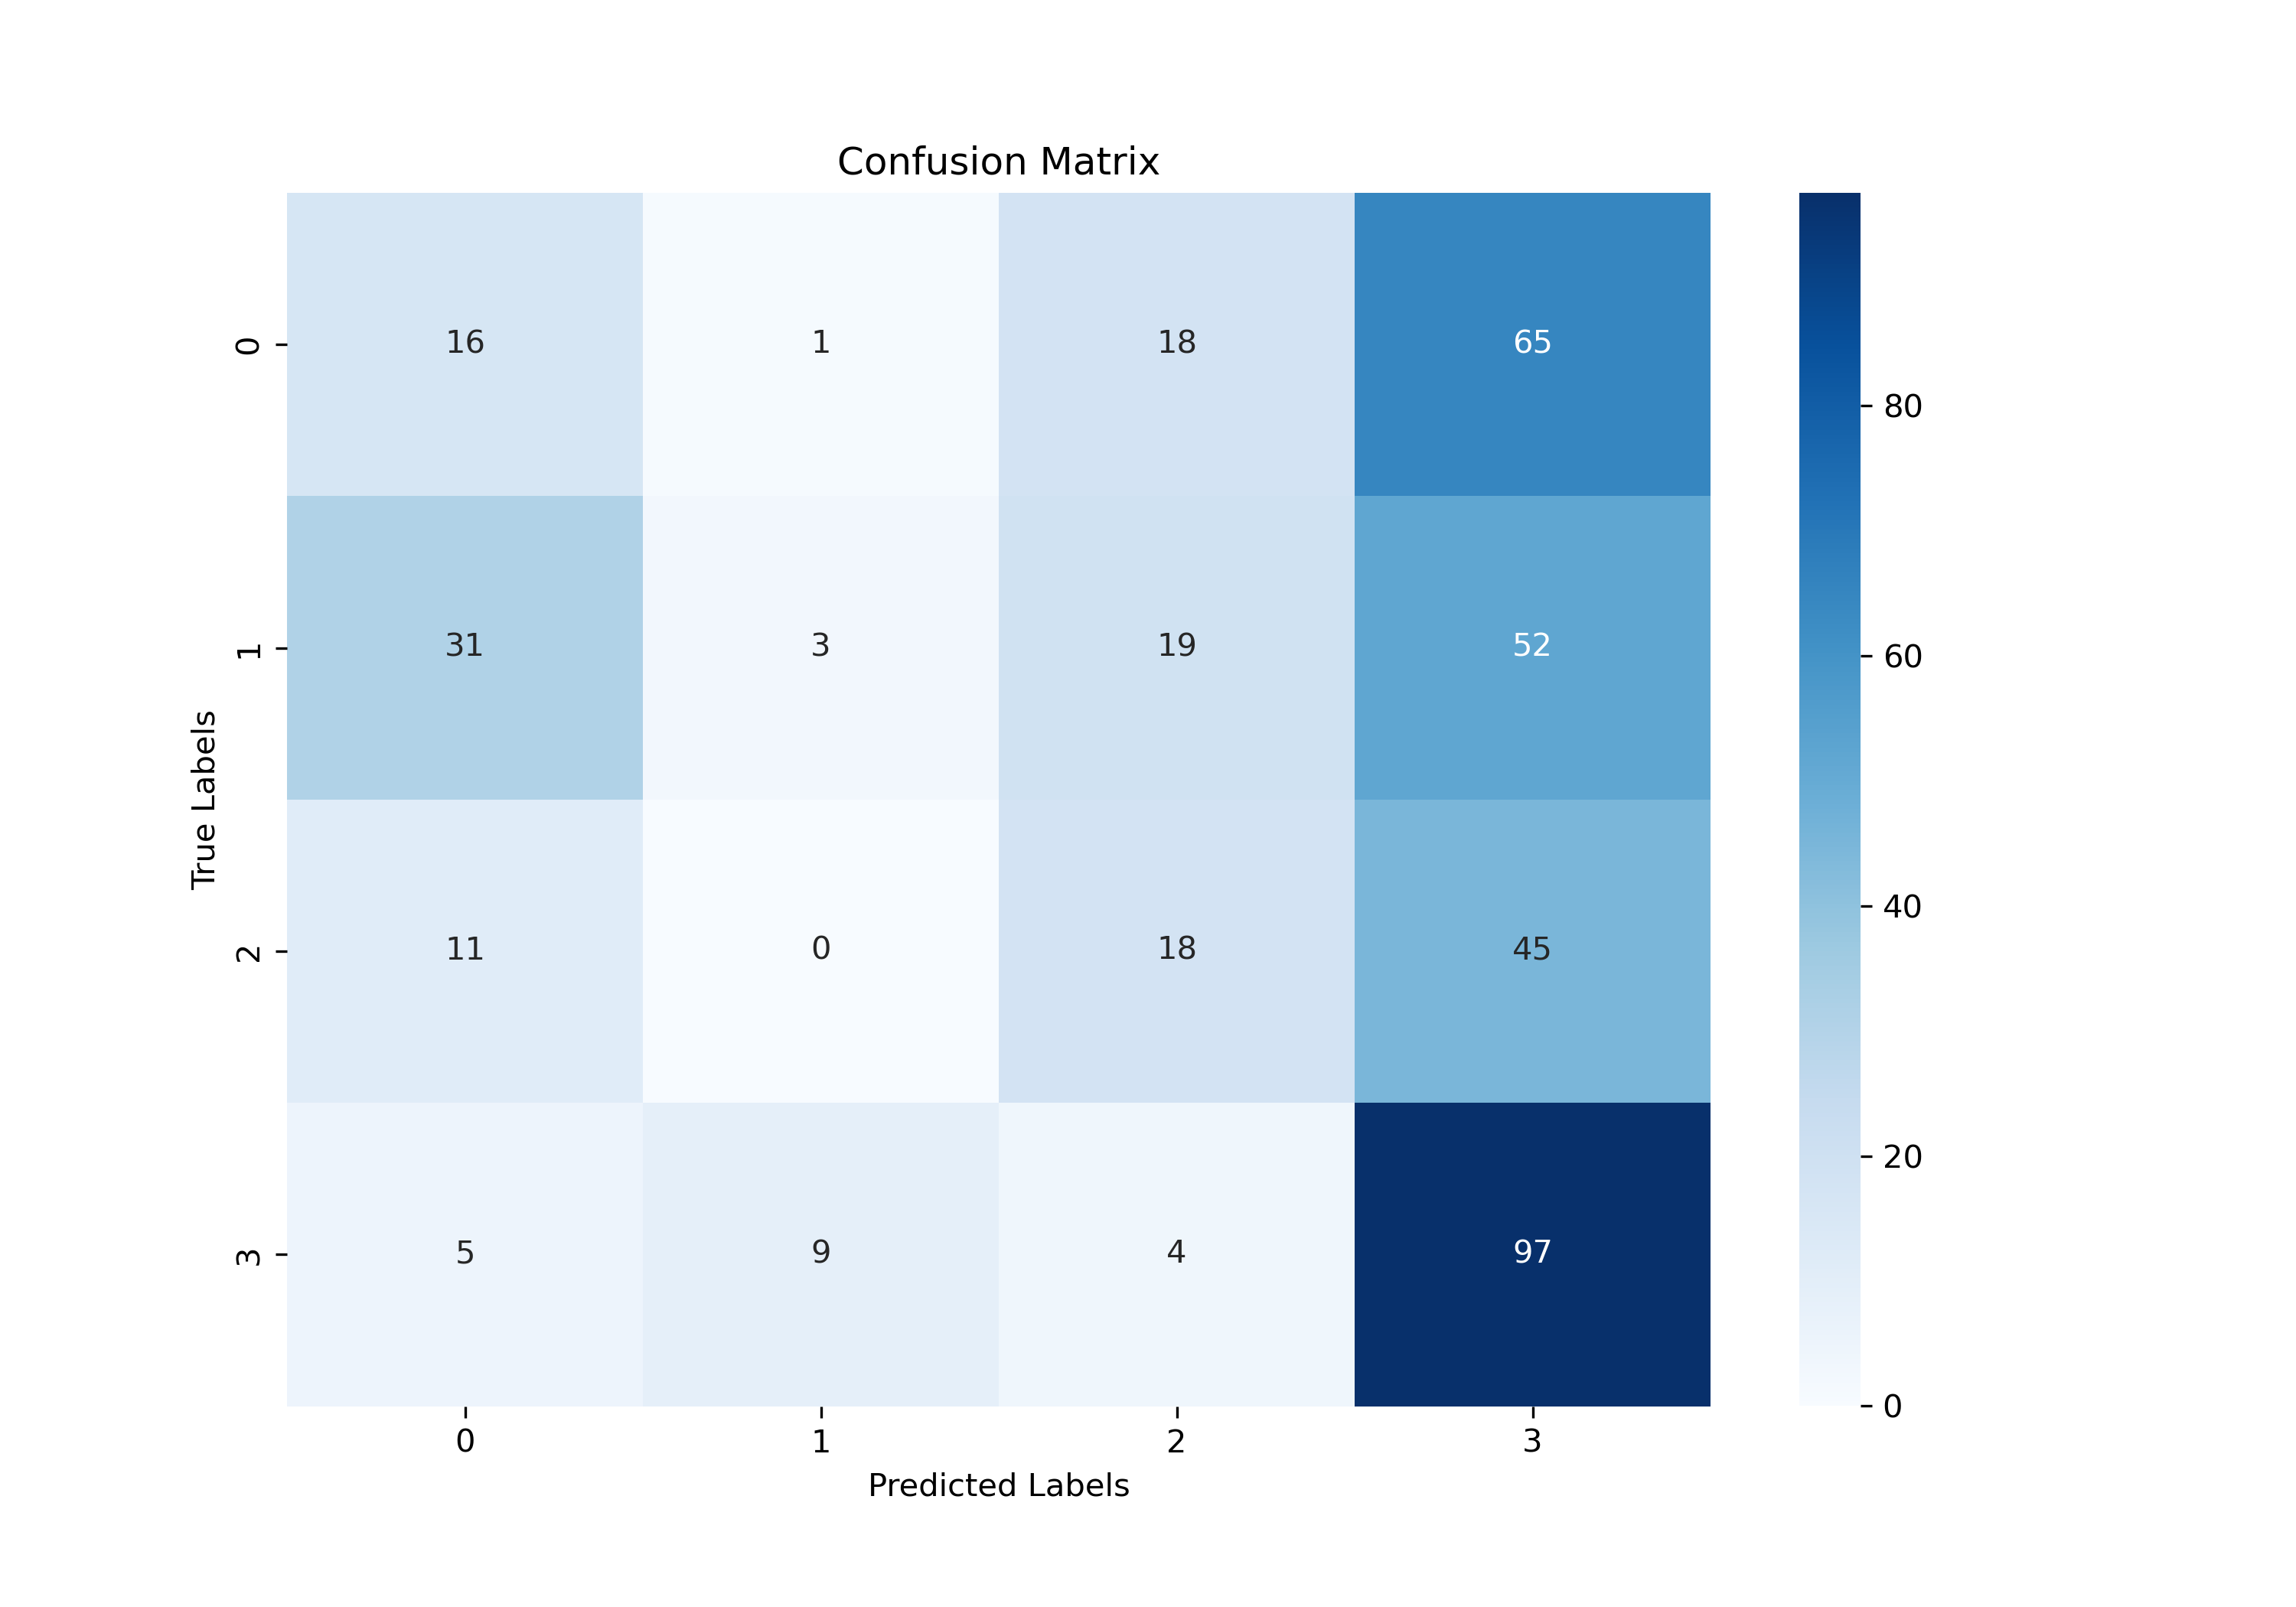 Confusion Matrix
0 16 1 18 65
1 31 3 19 52
2 11 0 18 45
3 5 9 4 97
0 1 2 3
Predicted Labels
True Labels
80
60
40
20
0